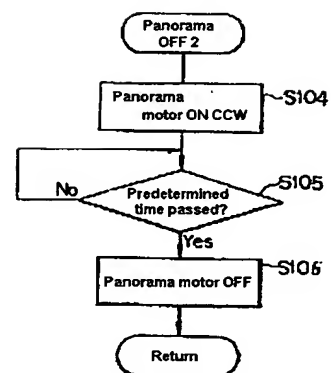 Panorama
OFF 2
Panorama
motor ON CCW
S104
Predetermined
time passed?
S105
No
Yes
Panorama motor OFF
S106
Return